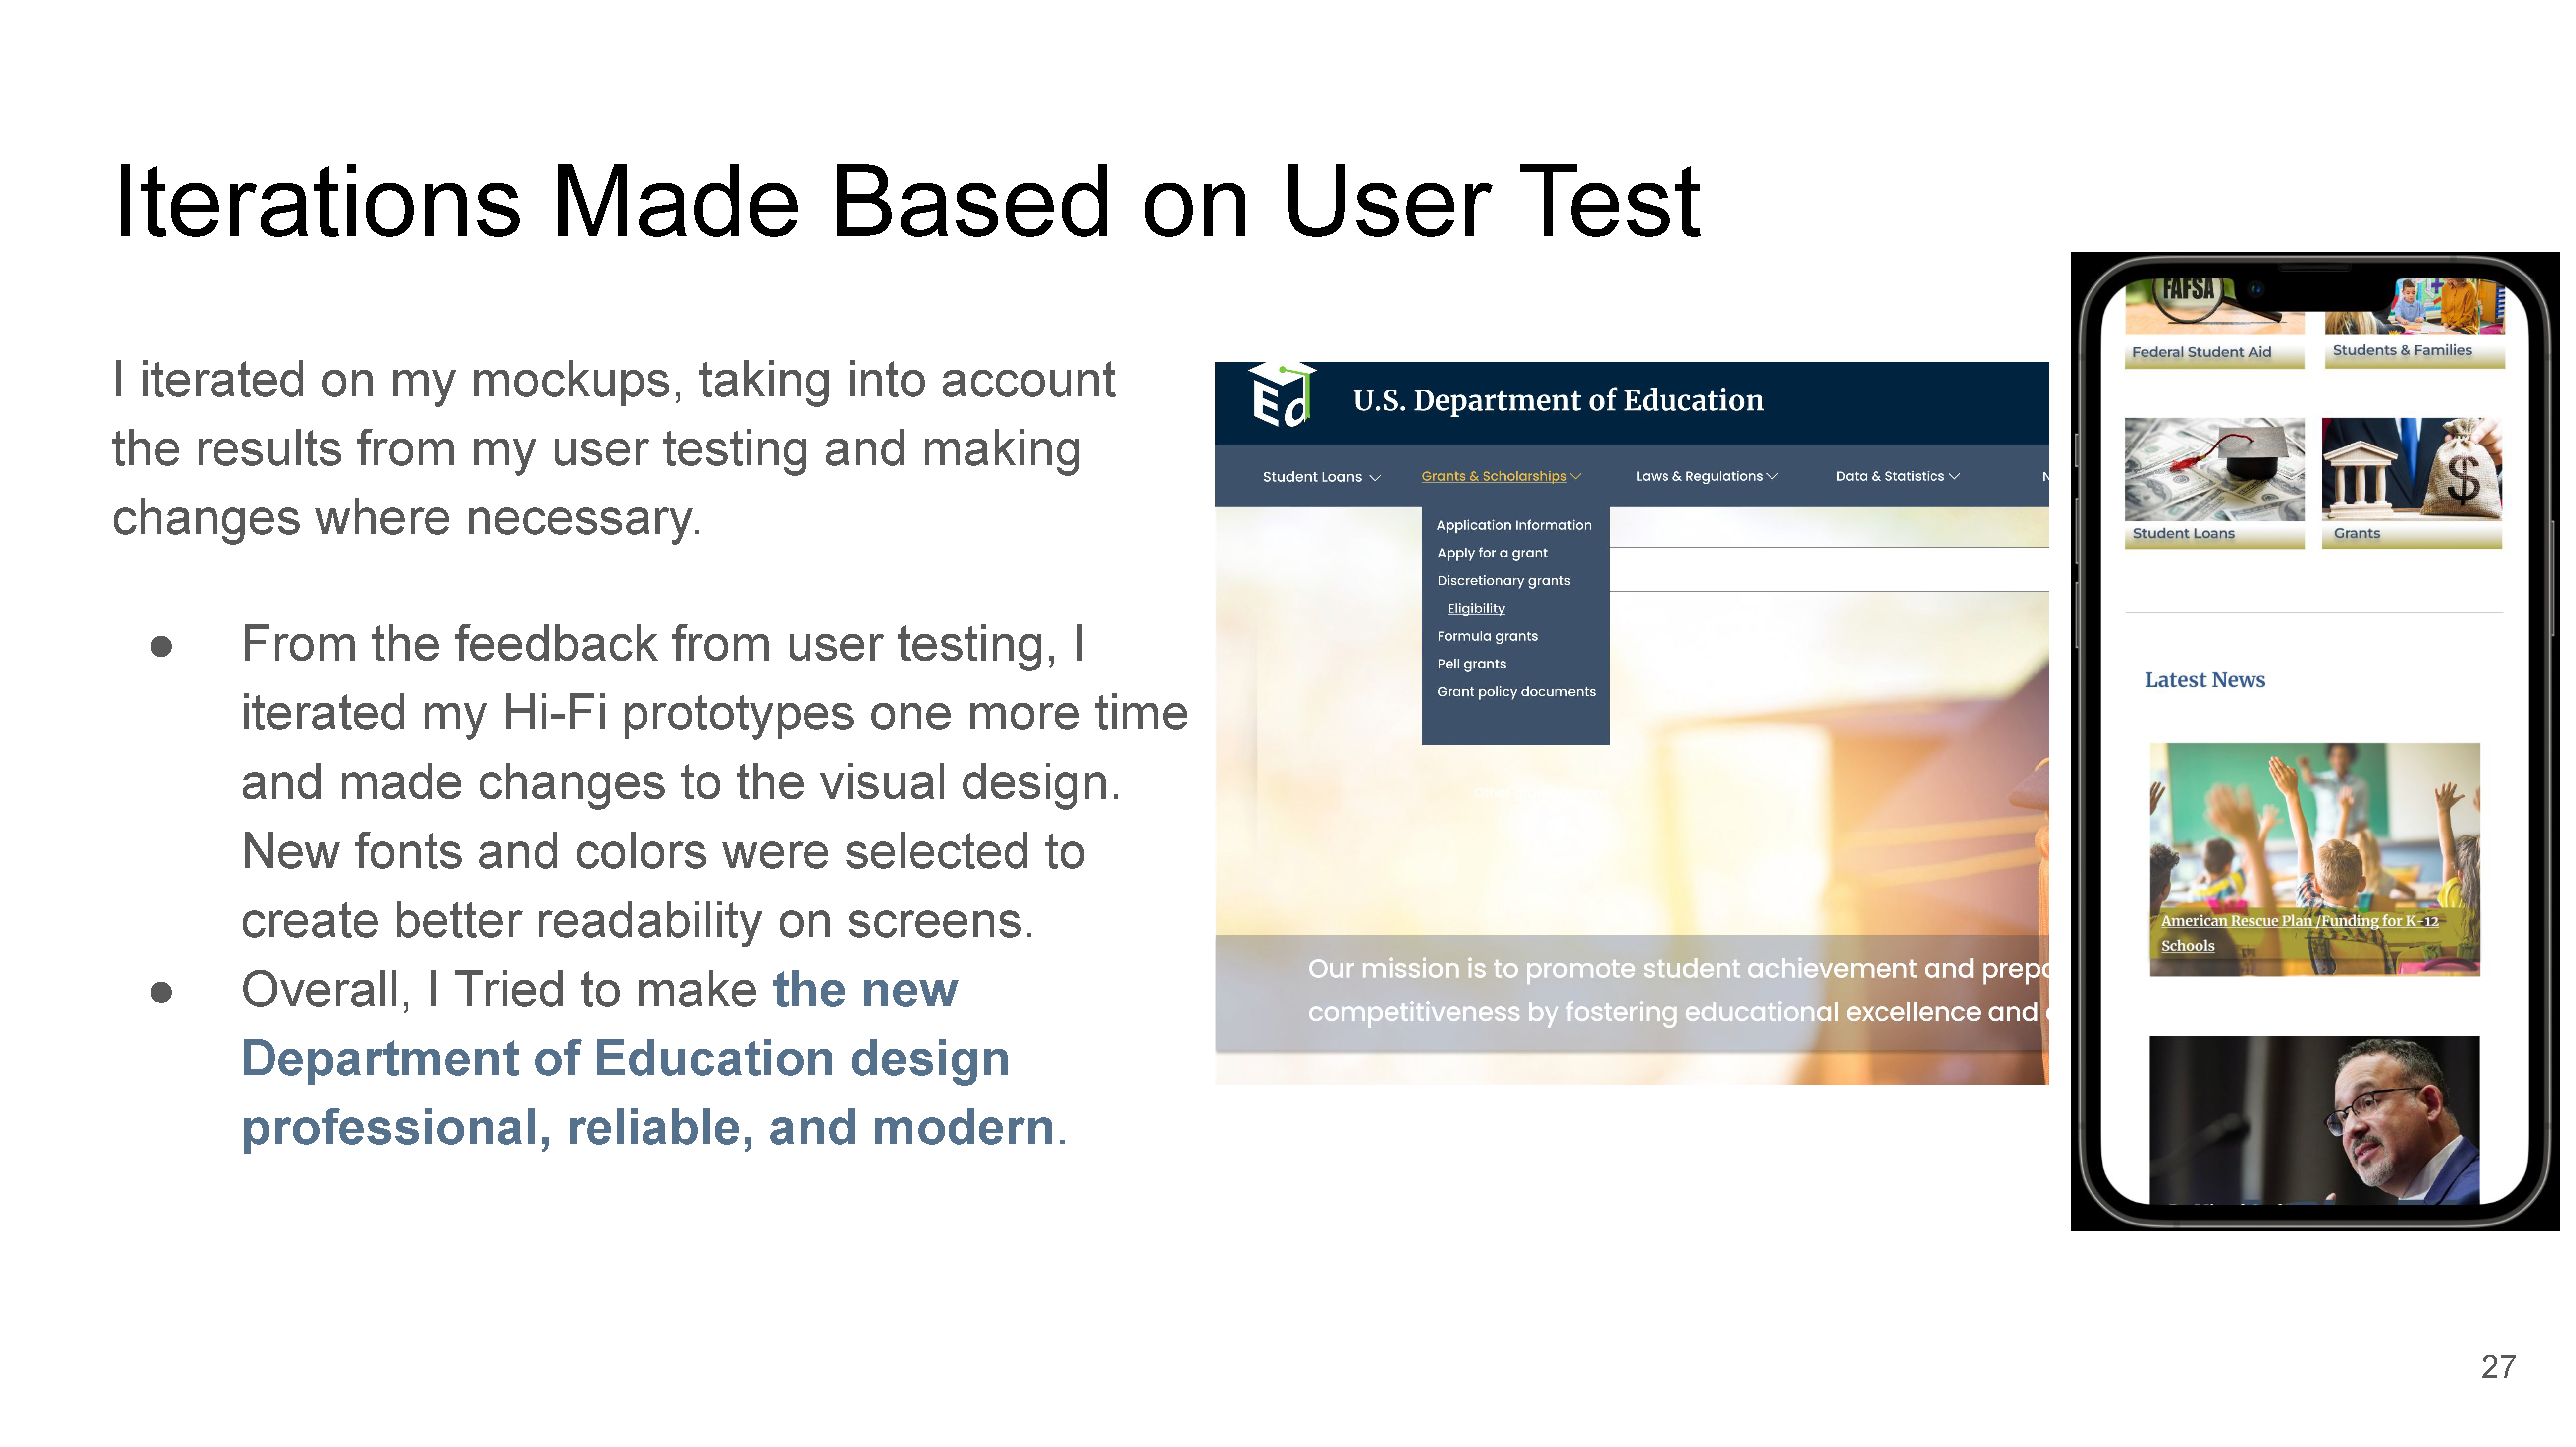 Iterations Made Based on User Test
I iterated on my mockups, taking into account
the results from my user testing and making
changes where necessary.
● From the feedback from user testing, I
iterated my Hi-Fi prototypes one more time
and made changes to the visual design.
New fonts and colors were selected to
create better readability on screens.
● Overall, I Tried to make the new
Department of Education design
professional, reliable, and modern.
Ed
U.S. Department of Education
Student Loans
Grants & Scholarships
Laws & Regulations
Data & Statistics
N
Application Information
Apply for a grant
Discretionary grants
Eligibility
Formula grants
Pell grants
Grant policy documents
Our mission is to promote student achievement and
competitiveness by fostering educational excellence and
FAFSA
Federal Student Aid
Students & Families
Student Loans
$
Grants
Latest News
American Rescue Plan /Funding for K-12
Schools
27